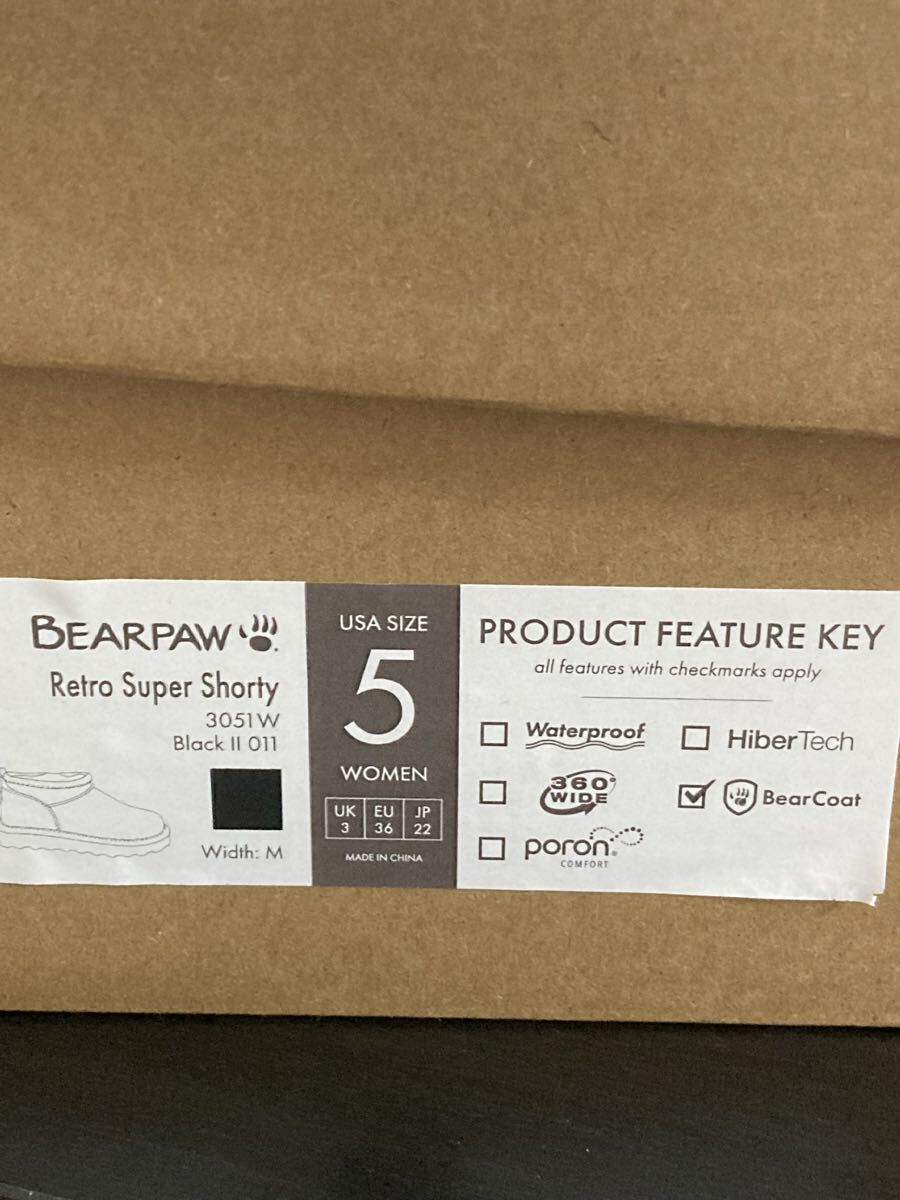 BEARPAW
Retro Super Shorty
3051W
Black II 011
Width: M
USA SIZE
5
WOMEN
UK EU JP
3 36 22
MADE IN CHINA
PRODUCT FEATURE KEY
all features with checkmarks apply
Waterproof
HiberTech
360°
WIDE
BearCoat
poron®
COMFORT